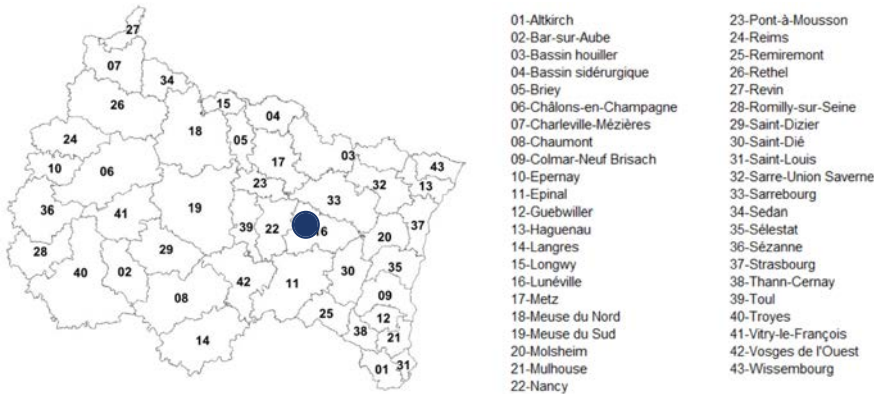 27
07
34
26
15
04
18
05
24
03
17
43
10
06
23
32
13
33
36
41
19
39
22
16
20
37
28
29
40
02
42
11
30
35
08
09
25
12
38
21
14
01
31
01-Altkirch
02-Bar-sur-Aube
03-Bassin houiller
04-Bassin sidérurgique
05-Briey
06-Châlons-en-Champagne
07-Charleville-Mézières
08-Chaumont
09-Colmar-Neuf Brisach
10-Epernay
11-Epinal
12-Guebwiller
13-Haguenau
14-Langres
15-Longwy
16-Lunéville
17-Metz
18-Meuse du Nord
19-Meuse du Sud
20-Molsheim
21-Mulhouse
22-Nancy
23-Pont-à-Mousson
24-Reims
25-Remiremont
26-Rethel
27-Revin
28-Romilly-sur-Seine
29-Saint-Dizier
30-Saint-Dié
31-Saint-Louis
32-Sarre-Union Saverne
33-Sarrebourg
34-Sedan
35-Sélestat
36-Sézanne
37-Strasbourg
38-Thann-Cernay
39-Toul
40-Troyes
41-Vitry-le-François
42-Vosges de l'Ouest
43-Wissembourg